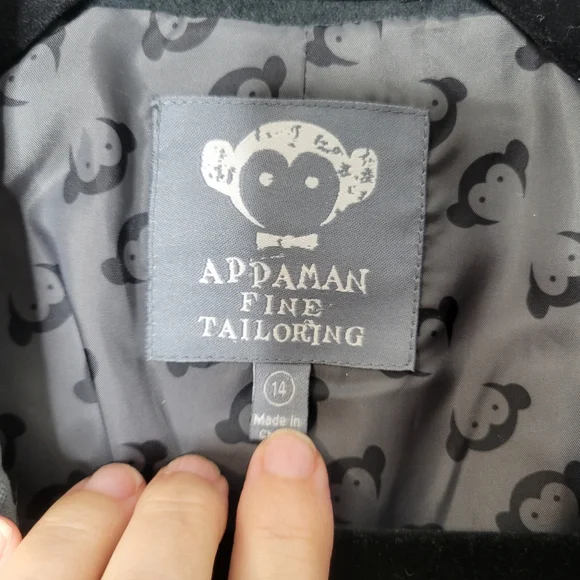 APPAMAN
FINE
TAILORING
14
Made in